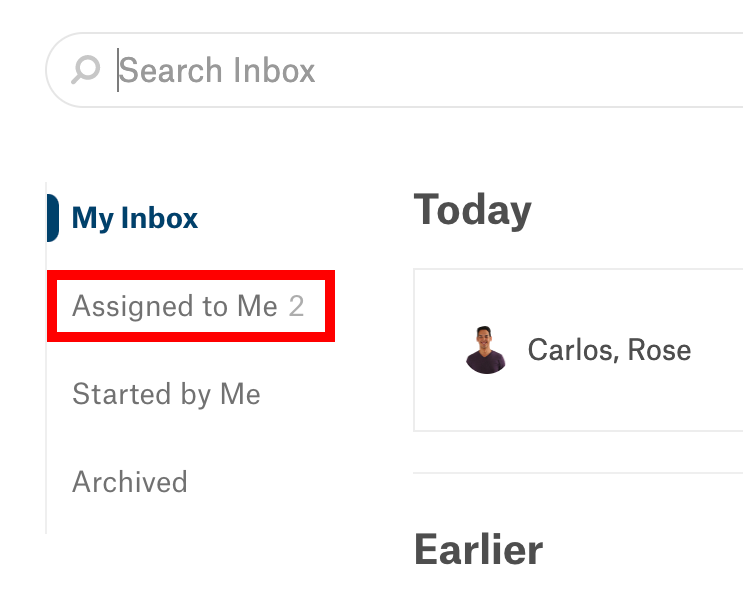 Search Inbox
My Inbox
Assigned to Me 2
Started by Me
Archived
Today
Carlos, Rose
Earlier